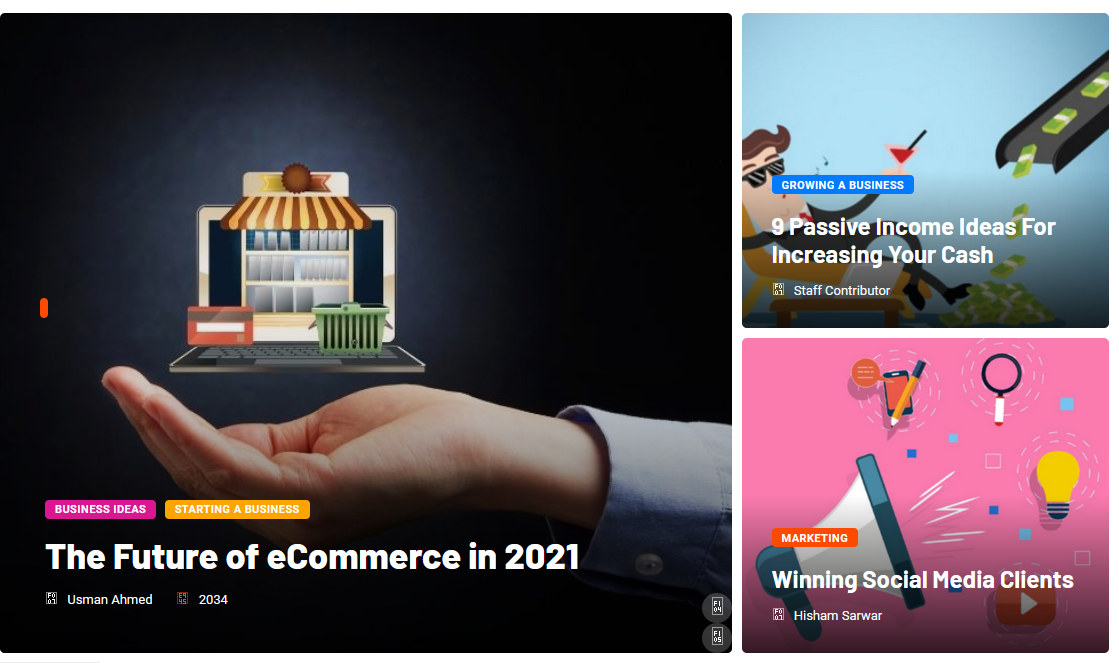 BUSINESS IDEAS STARTING A BUSINESS
The Future of eCommerce in 2021
Usman Ahmed 2034
GROWING A BUSINESS
9 Passive Income Ideas For
Increasing Your Cash
Staff Contributor
MARKETING
Winning Social Media Clients
Hisham Sarwar